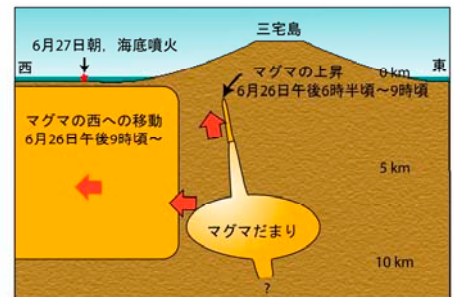 三宅島
6月27日朝，海底噴火
西
東
マグマの上昇
0 km
6月26日午後6時半頃～9時頃
マグマの西への移動
6月26日午後9時頃～
5 km
マグマだまり
10 km
?